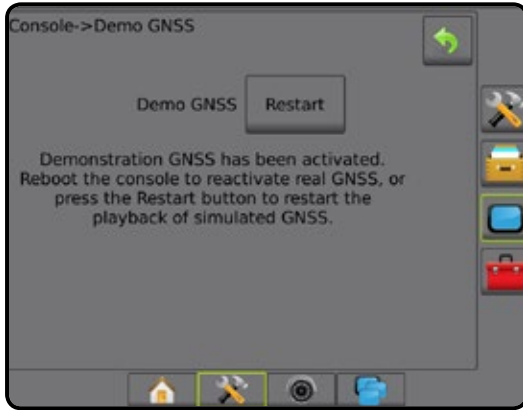 Console->Demo GNSS
Demo GNSS Restart
Demonstration GNSS has been activated.
Reboot the console to reactivate real GNSS, or
press the Restart button to restart the
playback of simulated GNSS.